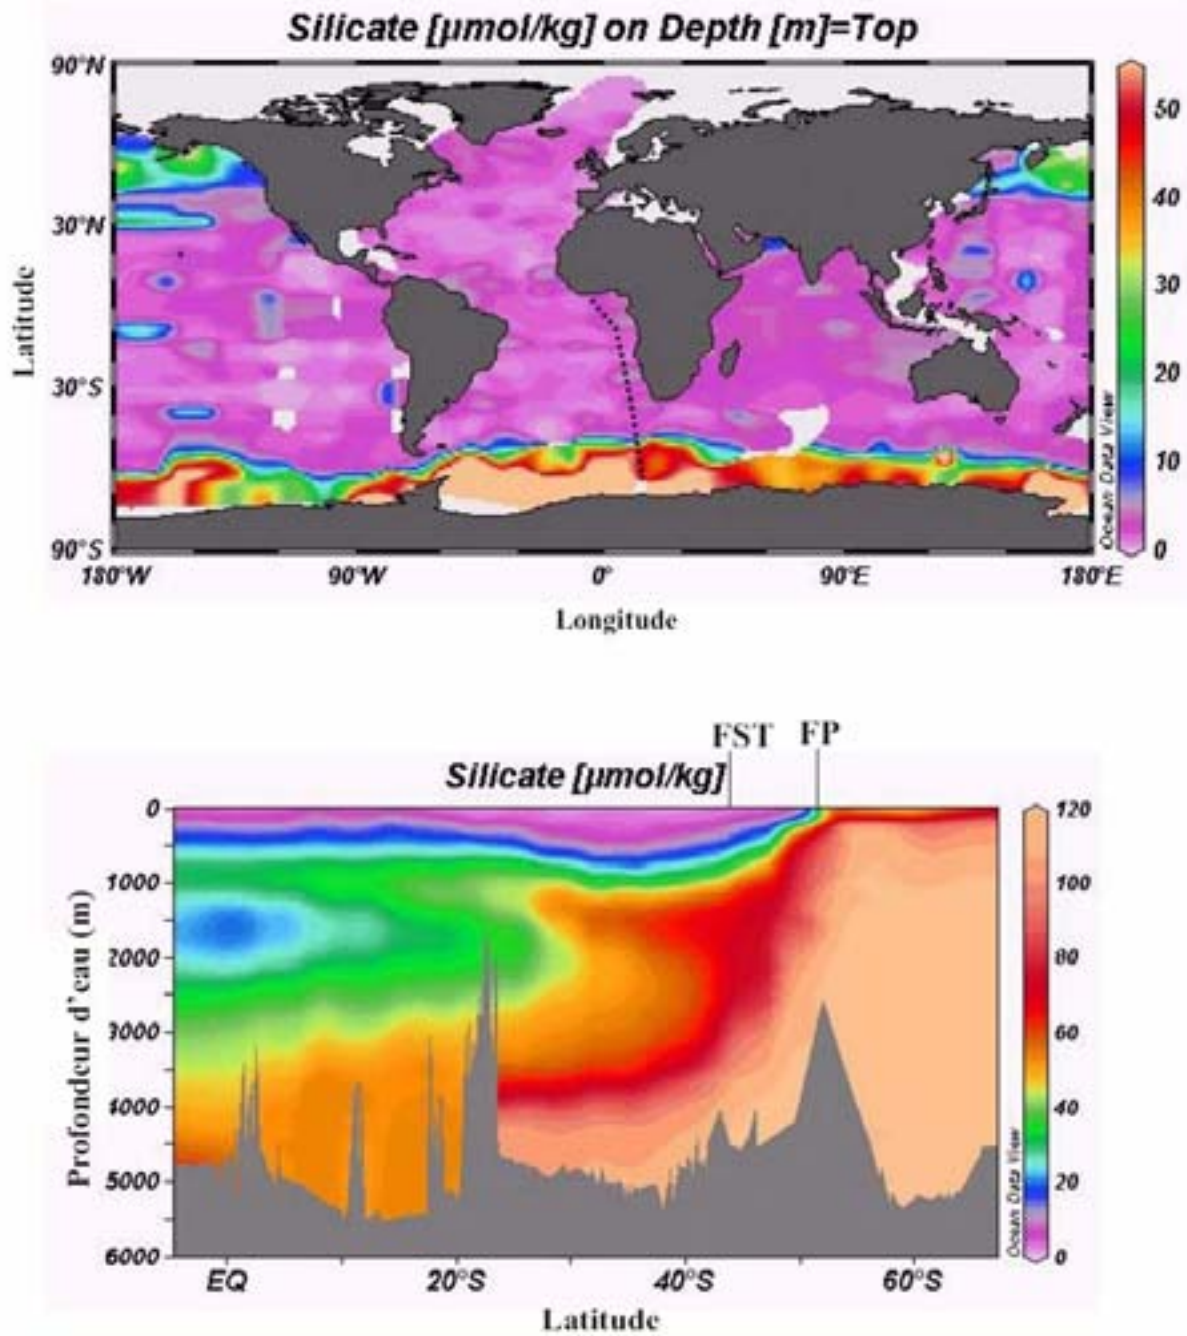 Silicate [µmol/kg] on Depth [m]=Top
90°N
30°N
30°S
90°S
Latitude
180°W 90°W 0° 90°E 180°E
Longitude
50
40
30
20
10
0
Ocean Data View
FST FP
Silicate [µmol/kg]
0
1000
2000
3000
4000
5000
6000
Profondeur d'eau (m)
EQ 20°S 40°S 60°S
Latitude
120
100
80
60
40
20
0
Ocean Data View